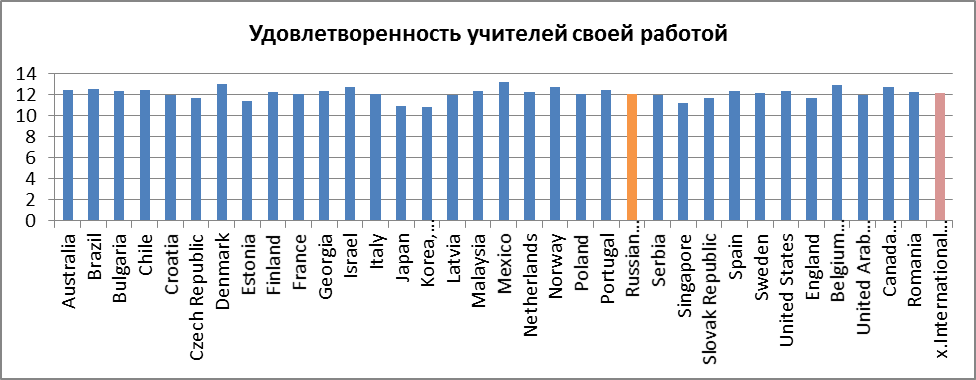 Удовлетворенность учителей своей работой
14
12
10
8
6
4
2
0
Australia
Brazil
Bulgaria
Chile
Croatia
Czech Republic
Denmark
Estonia
Finland
France
Georgia
Israel
Italy
Japan
Korea,…
Latvia
Malaysia
Mexico
Netherlands
Norway
Poland
Portugal
Russian…
Serbia
Singapore
Slovak Republic
Spain
Sweden
United States
England
Belgium…
United Arab…
Canada…
Romania
x.International…